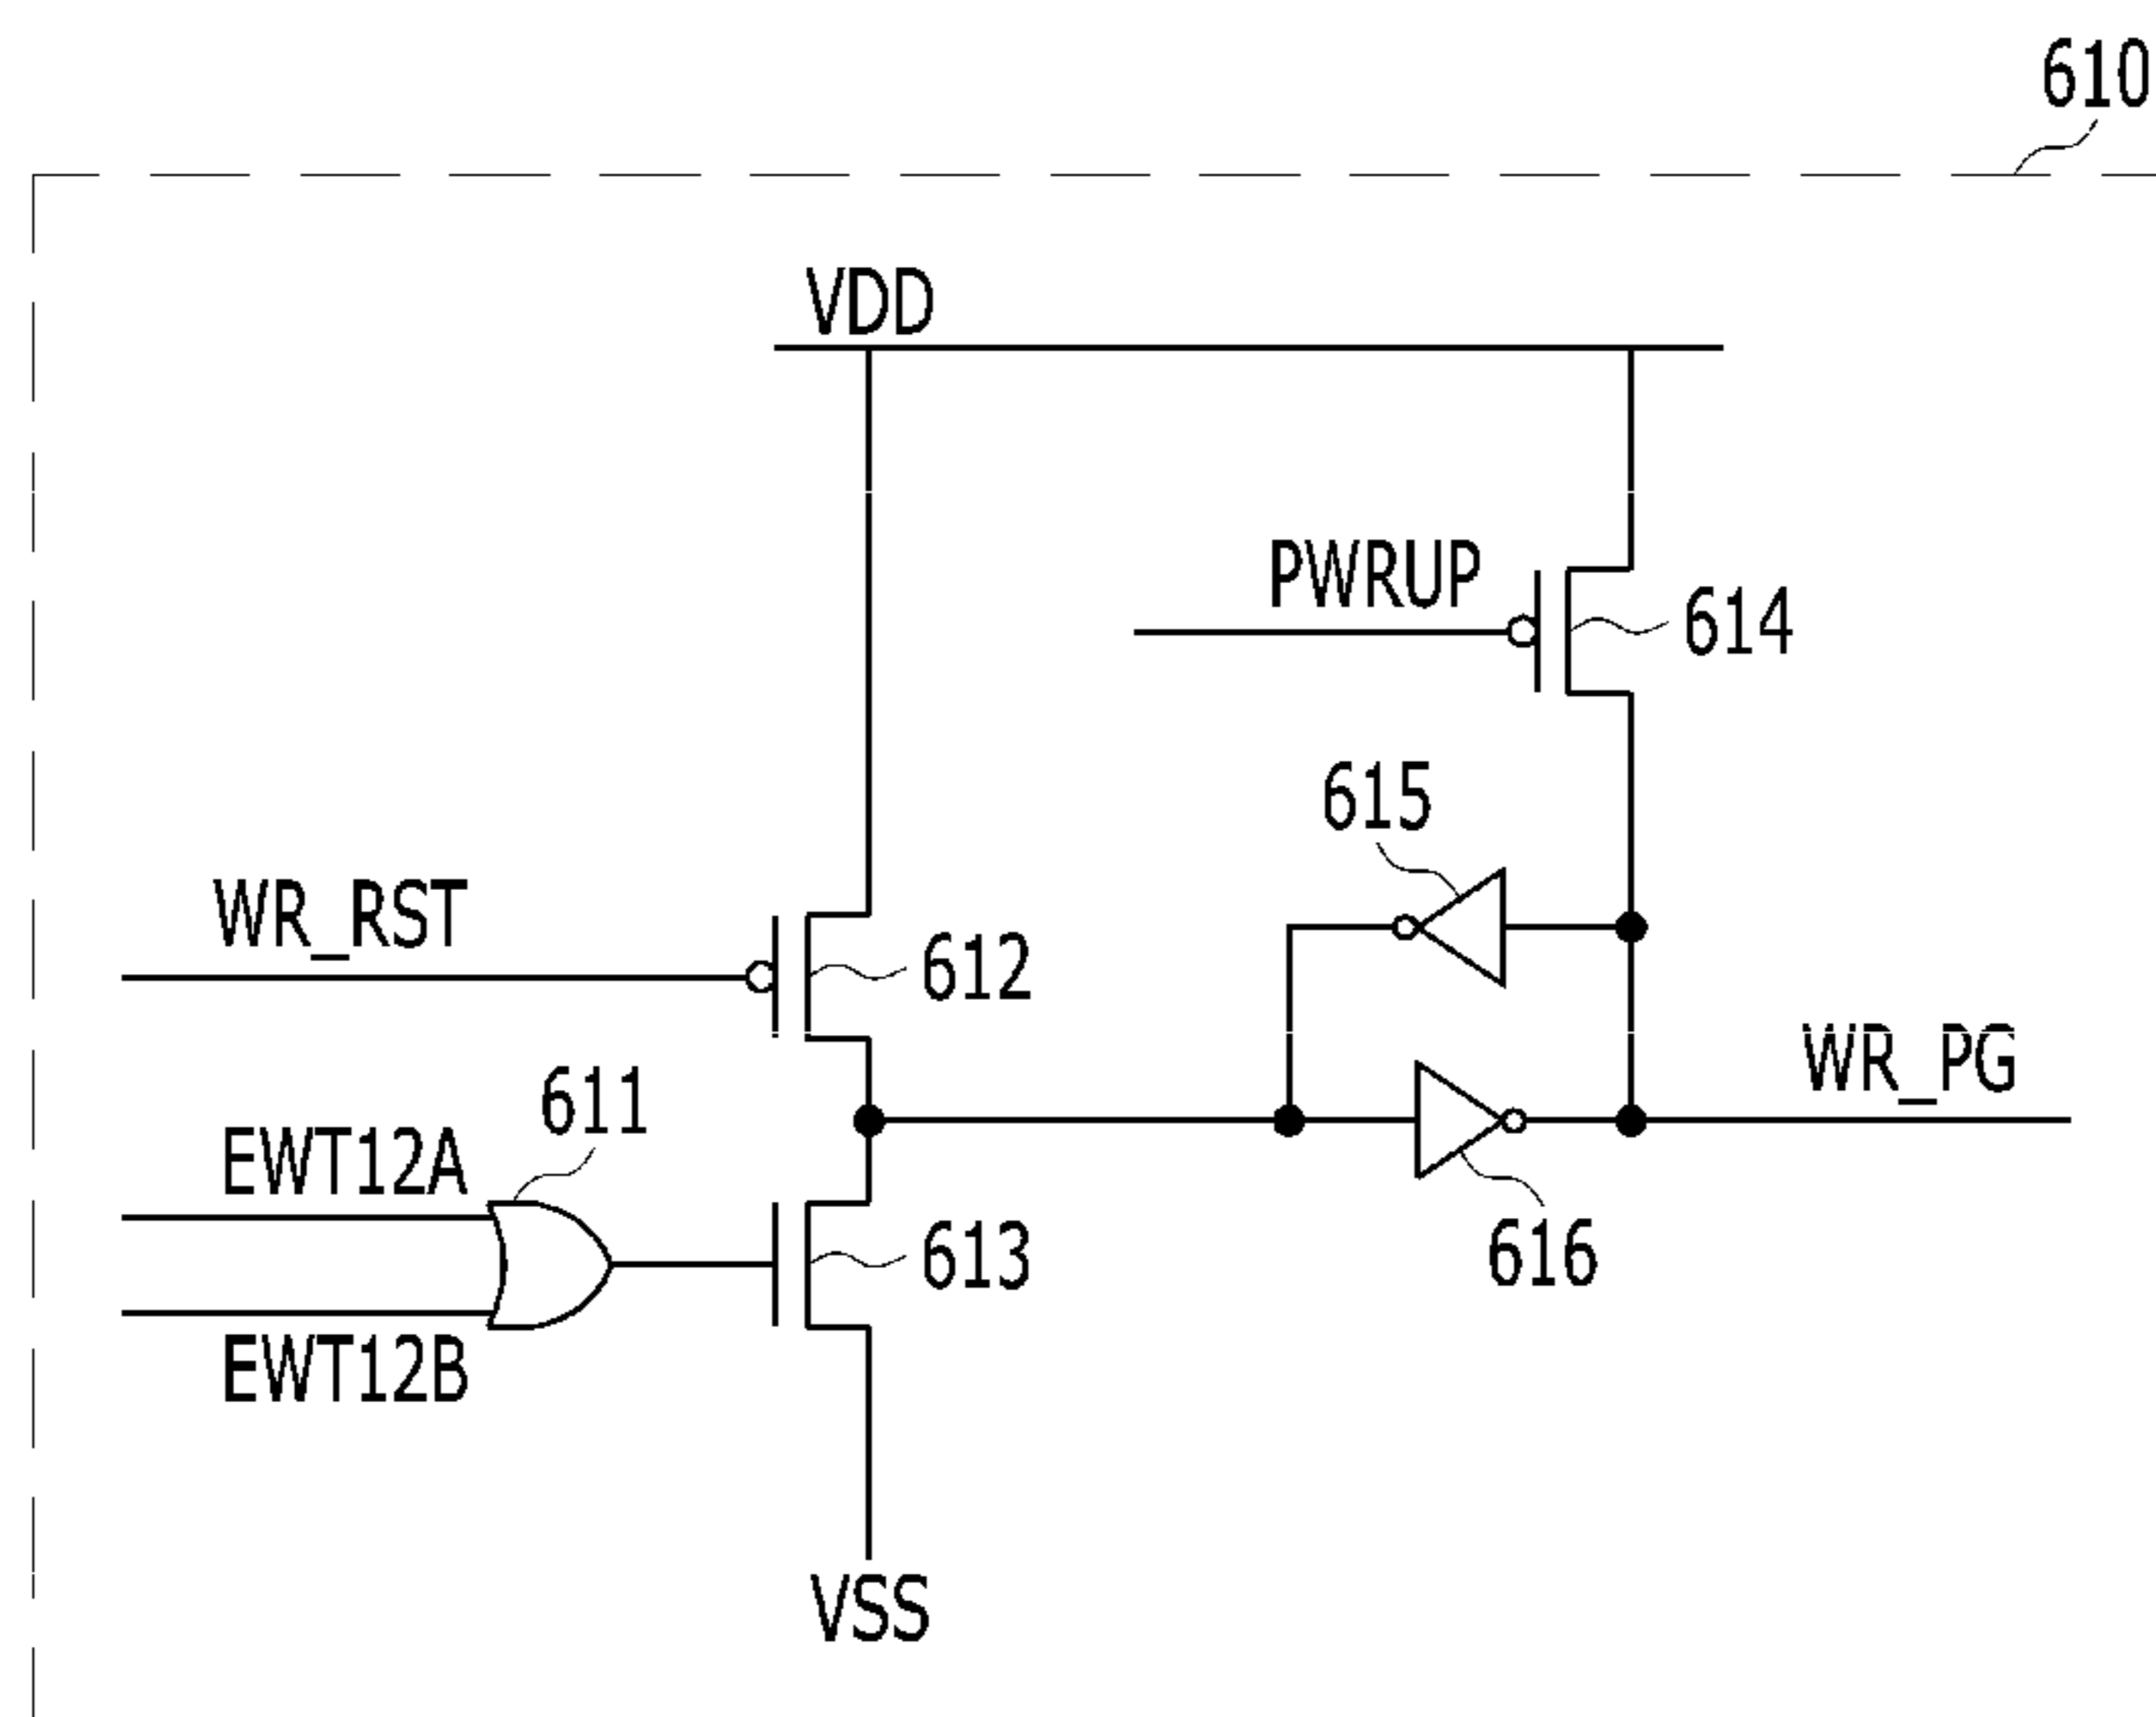 610
VDD
PWRUP
614
615
WR_RST
612
WR_PG
611
EWT12A
613
616
EWT12B
VSS